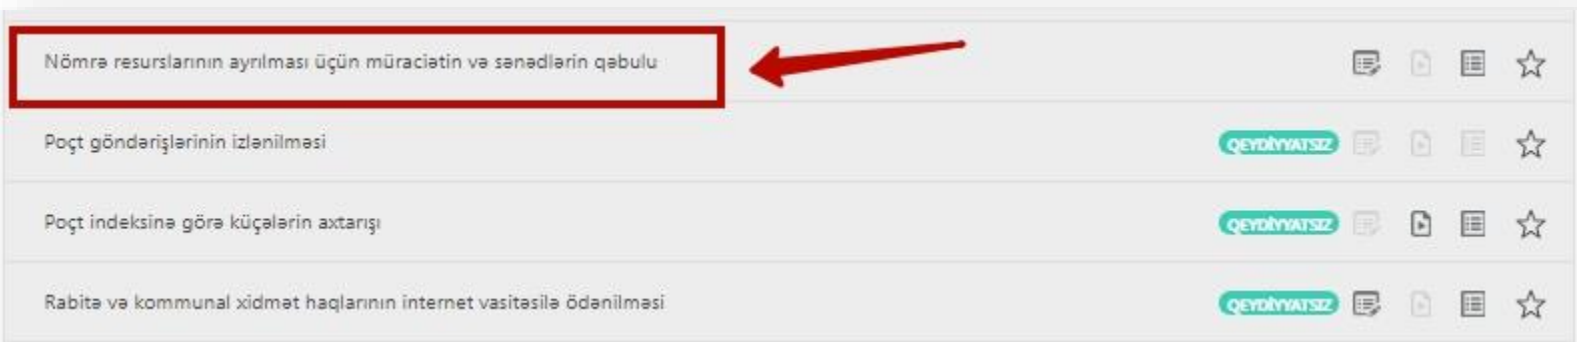 Nömrə resurslarının ayrılması üçün müraciətin və sənədlərin qəbulu
Poçt göndərişlərinin izlənilməsi QEYDİYYATSIZ
Poçt indeksinə görə küçələrin axtarışı QEYDİYYATSIZ
Rabitə və kommunal xidmət haqlarının internet vasitəsilə ödənilməsi QEYDİYYATSIZ